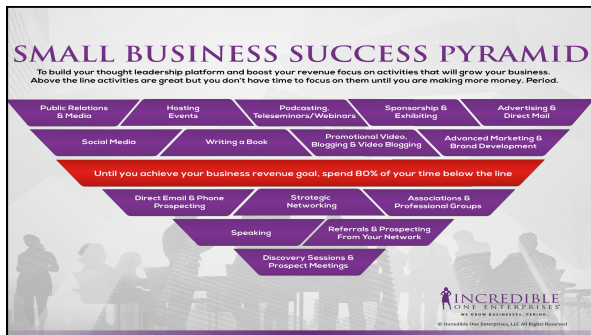 SMALL BUSINESS SUCCESS PYRAMID
To build your thought leadership platform and boost your revenue focus on activities that will grow your business.
Above the line activities are great but you don't have time to focus on them until you are making more money. Period.
Public Relations
& Media
Hosting
Events
Podcasting,
Teleseminars/Webinars
Sponsorship &
Exhibiting
Advertising &
Direct Mail
Social Media
Writing a Book
Promotional Video,
Blogging & Video Blogging
Advanced Marketing &
Brand Development
Until you achieve your business revenue goal, spend 80% of your time below the line
Direct Email & Phone
Prospecting
Strategic
Networking
Associations &
Professional Groups
Speaking
Referrals & Prospecting
From Your Network
Discovery Sessions &
Prospect Meetings
INCREDIBLE
ONE ENTERPRISES
WE GROW BUSINESSES, PERIOD.
© Incredible One Enterprises, LLC All Rights Reserved